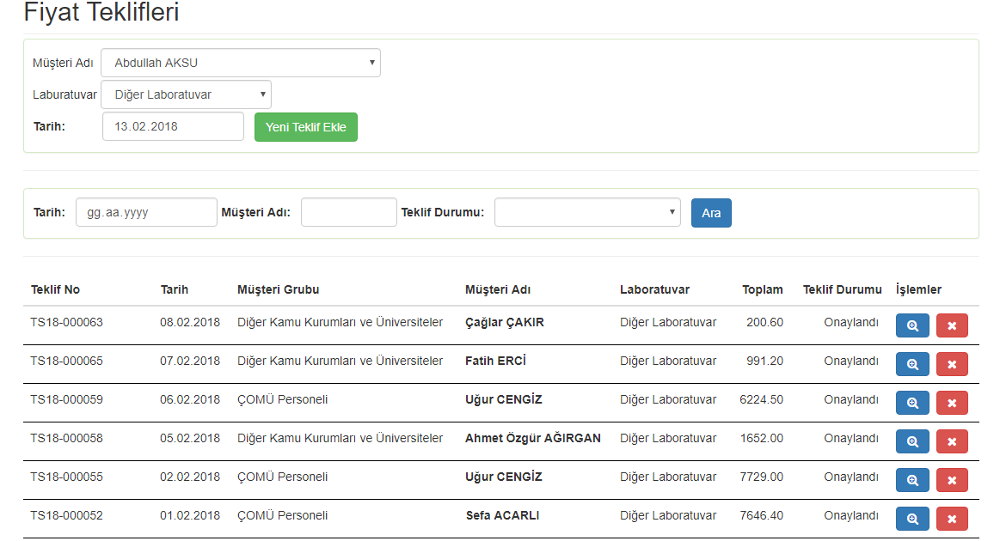 Fiyat Teklifleri
Müşteri Adı Abdullah AKSU
Laburatuvar Diğer Laboratuvar
Tarih: 13.02.2018 Yeni Teklif Ekle
Tarih: gg.aa.yyyy Müşteri Adı: Teklif Durumu: Ara
Teklif No Tarih Müşteri Grubu Müşteri Adı Laboratuvar Toplam Teklif Durumu İşlemler
TS18-000063 08.02.2018 Diğer Kamu Kurumları ve Üniversiteler Çağlar ÇAKIR Diğer Laboratuvar 200.60 Onaylandı
TS18-000065 07.02.2018 Diğer Kamu Kurumları ve Üniversiteler Fatih ERCİ Diğer Laboratuvar 991.20 Onaylandı
TS18-000059 06.02.2018 ÇOMÜ Personeli Uğur CENGİZ Diğer Laboratuvar 6224.50 Onaylandı
TS18-000058 05.02.2018 Diğer Kamu Kurumları ve Üniversiteler Ahmet Özgür AĞIRGAN Diğer Laboratuvar 1652.00 Onaylandı
TS18-000055 02.02.2018 ÇOMÜ Personeli Uğur CENGİZ Diğer Laboratuvar 7729.00 Onaylandı
TS18-000052 01.02.2018 ÇOMÜ Personeli Sefa ACARLI Diğer Laboratuvar 7646.40 Onaylandı